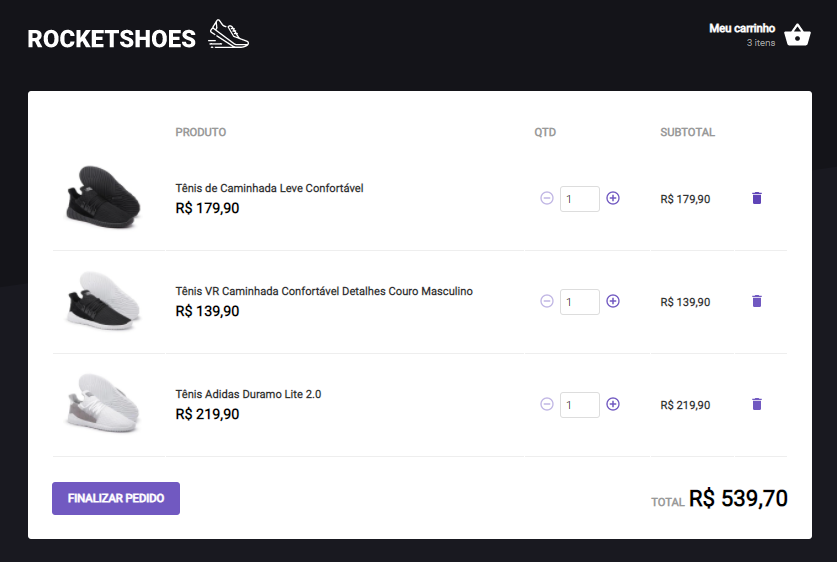 ROCKETSHOES
Meu carrinho
3 itens
PRODUTO QTD SUBTOTAL
Tênis de Caminhada Leve Confortável
R$ 179,90
1
R$ 179,90
Tênis VR Caminhada Confortável Detalhes Couro Masculino
R$ 139,90
1
R$ 139,90
Tênis Adidas Duramo Lite 2.0
R$ 219,90
1
R$ 219,90
FINALIZAR PEDIDO
TOTAL R$ 539,70